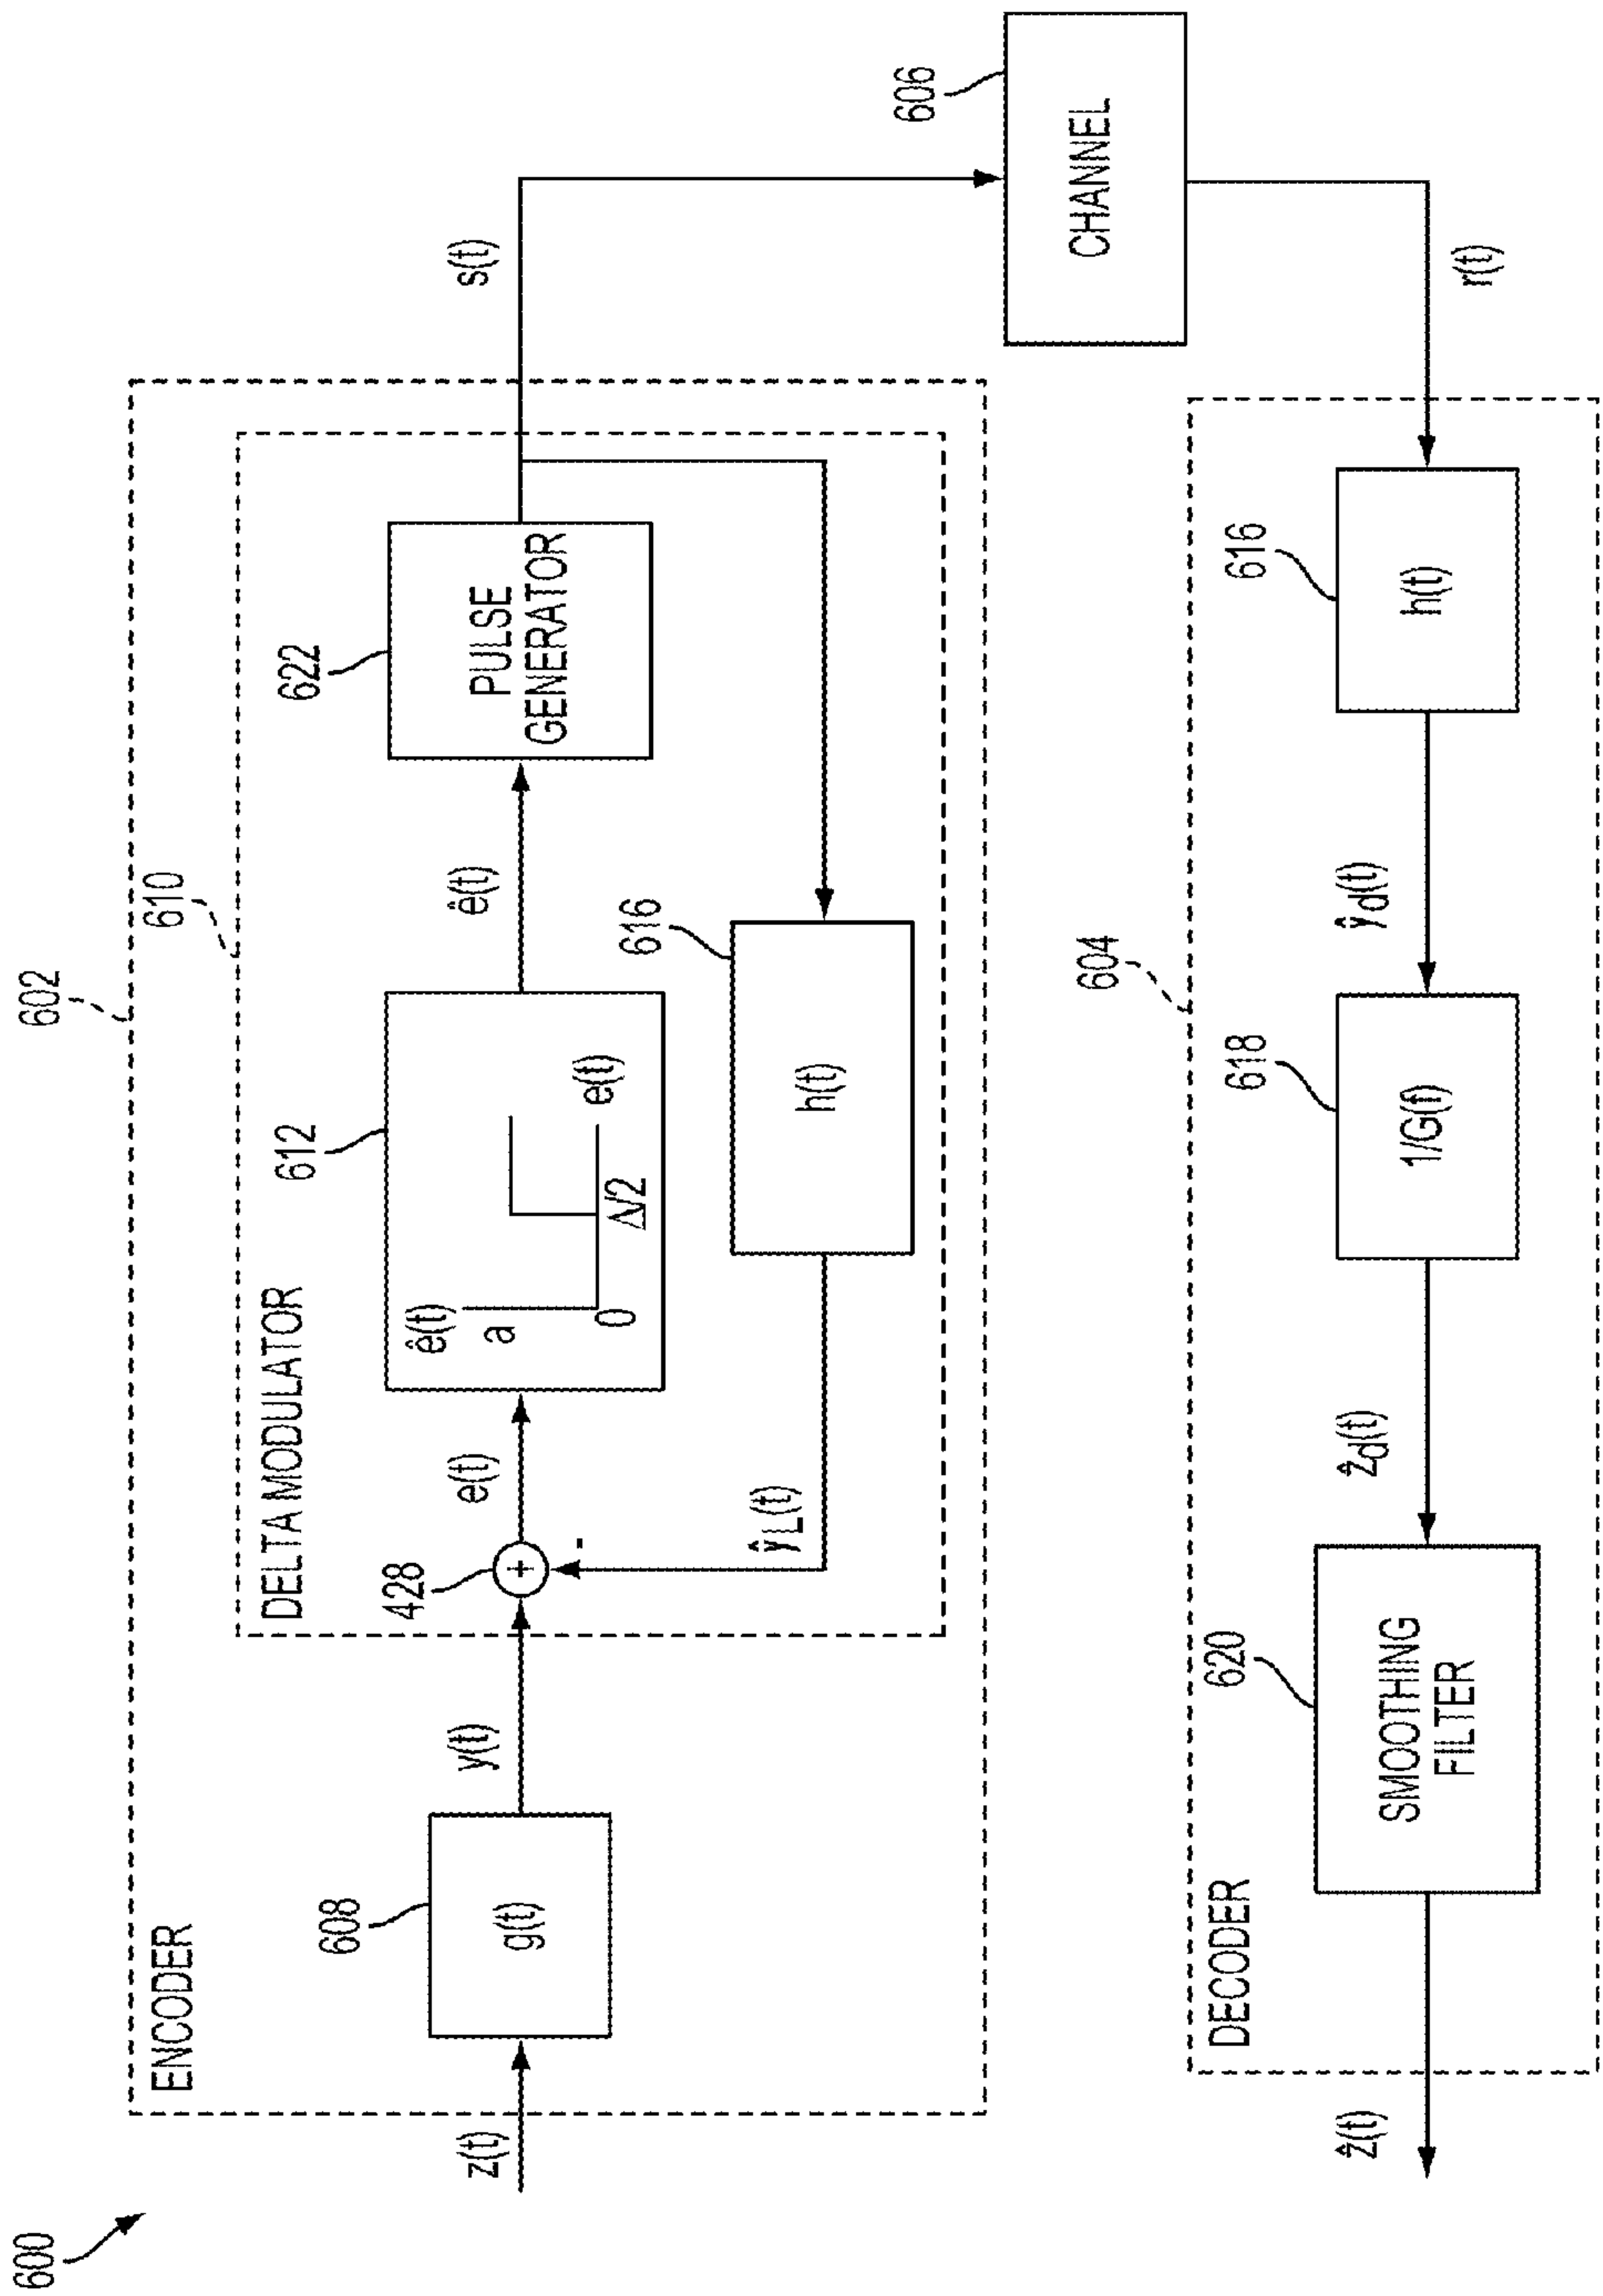 600
602
ENCODER
610
DELTA MODULATOR
z(t)
608
g(t)
y(t)
428
+
-
e(t)
612
ê(t)
a
0
Δ/2
e(t)
ê(t)
622
PULSE
GENERATOR
s(t)
616
h(t)
ŷL(t)
606
CHANNEL
r(t)
604
DECODER
616
h(t)
ŷd(t)
618
1/G(f)
ẑd(t)
620
SMOOTHING
FILTER
ẑ(t)